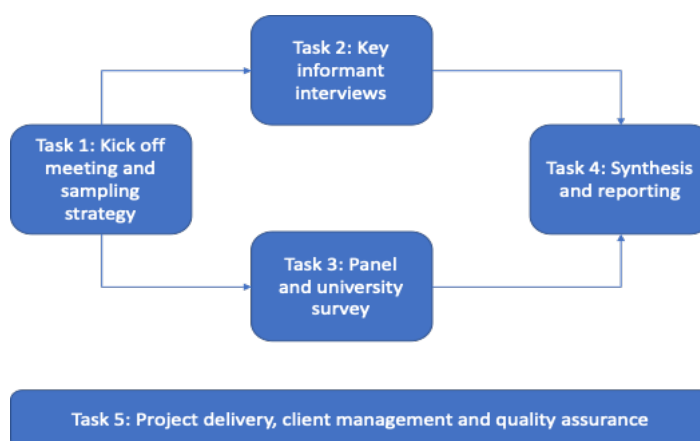 Task 2: Key
informant
interviews
Task 1: Kick off
meeting and
sampling
strategy
Task 4: Synthesis
and reporting
Task 3: Panel
and university
survey
Task 5: Project delivery, client management and quality assurance